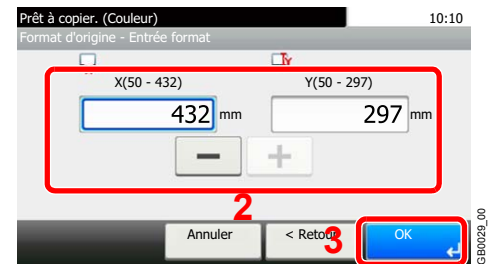 Prêt à copier. (Couleur) 10:10
Format d'origine - Entrée format
X(50 - 432) Y(50 - 297)
432 mm 297 mm
− +
2
Annuler < Retour 3 OK
GB0029_00